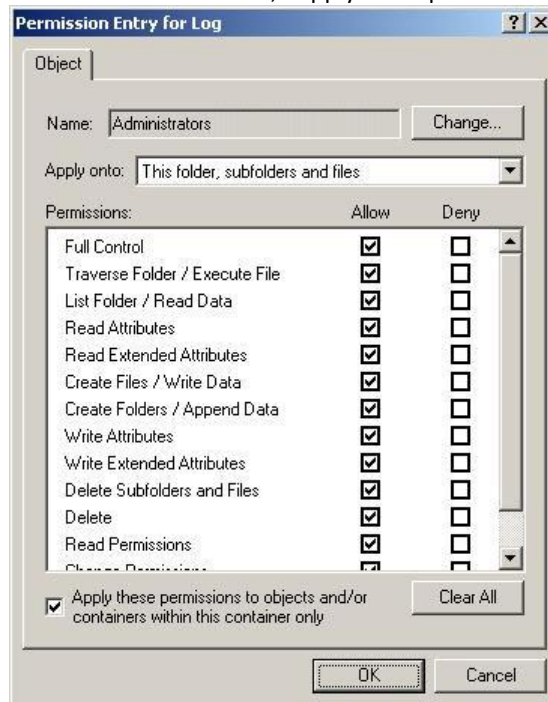 Permission Entry for Log
Object
Name: Administrators Change...
Apply onto: This folder, subfolders and files
Permissions: Allow Deny
Full Control
Traverse Folder / Execute File
List Folder / Read Data
Read Attributes
Read Extended Attributes
Create Files / Write Data
Create Folders / Append Data
Write Attributes
Write Extended Attributes
Delete Subfolders and Files
Delete
Read Permissions
Change Permissions
Apply these permissions to objects and/or
containers within this container only
Clear All
OK Cancel